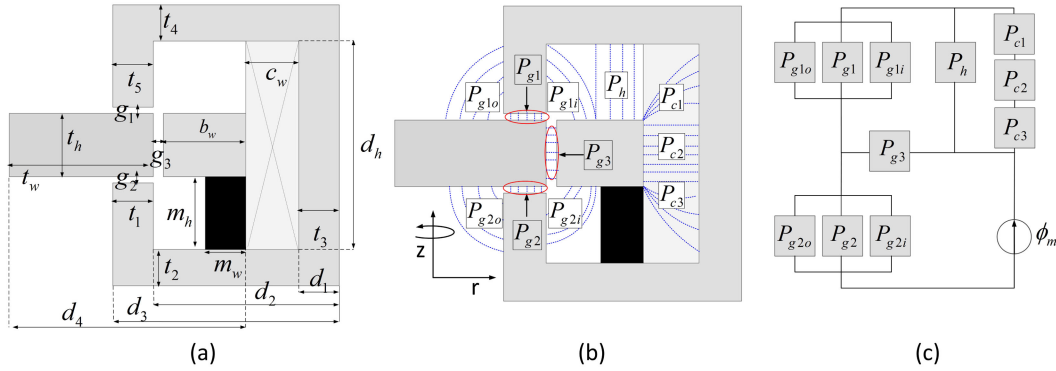 t4
t5
cw
g1
bw
th
g3
dh
tw
g2
t1
mh
t3
mw
t2
d1
d2
d3
d4
(a)
Pg1
Pg1o
Pg1i
Ph
Pc1
Pc2
Pg3
Pc3
Pg2o
Pg2i
Pg2
z
r
(b)
Pc1
Pg1o
Pg1
Pg1i
Ph
Pc2
Pc3
Pg3
Pg2o
Pg2
Pg2i
ϕm
(c)